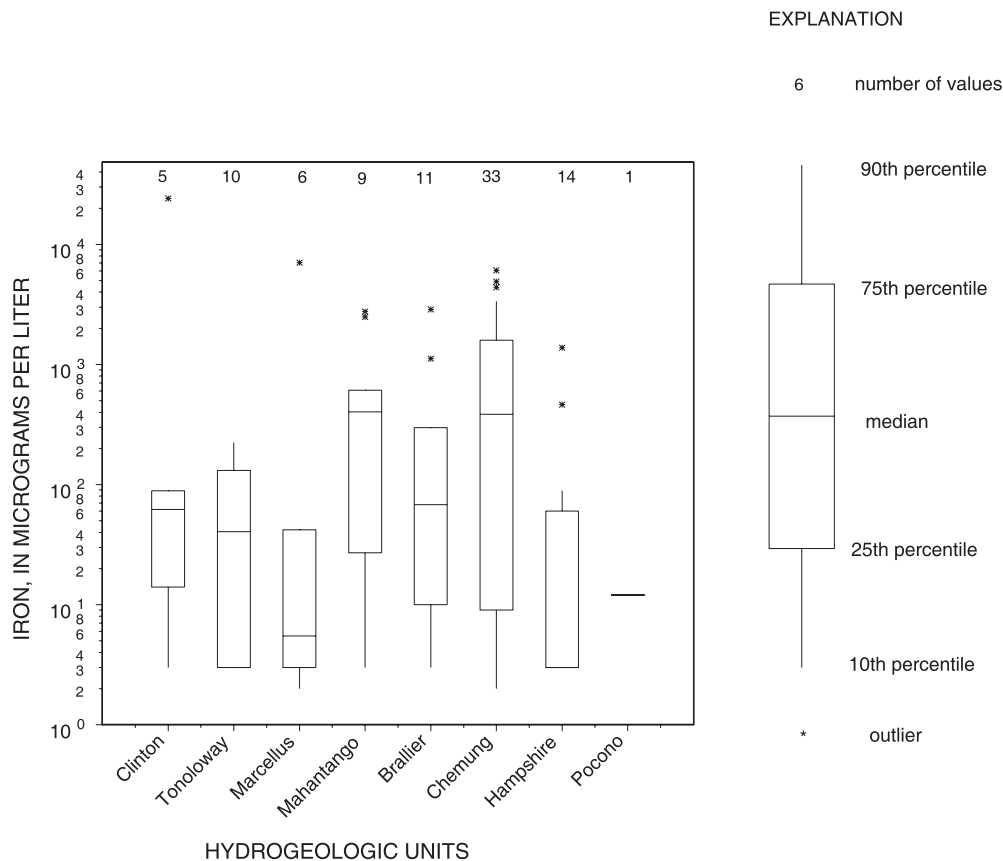 EXPLANATION
6 number of values
90th percentile
75th percentile
median
25th percentile
10th percentile
* outlier
5 10 6 9 11 33 14 1
4
3
2
10 4
8
6
4
3
2
10 3
8
6
4
3
2
10 2
8
6
4
3
2
10 1
8
6
4
3
2
10 0
IRON, IN MICROGRAMS PER LITER
Clinton
Tonoloway
Marcellus
Mahantango
Brallier
Chemung
Hampshire
Pocono
HYDROGEOLOGIC UNITS